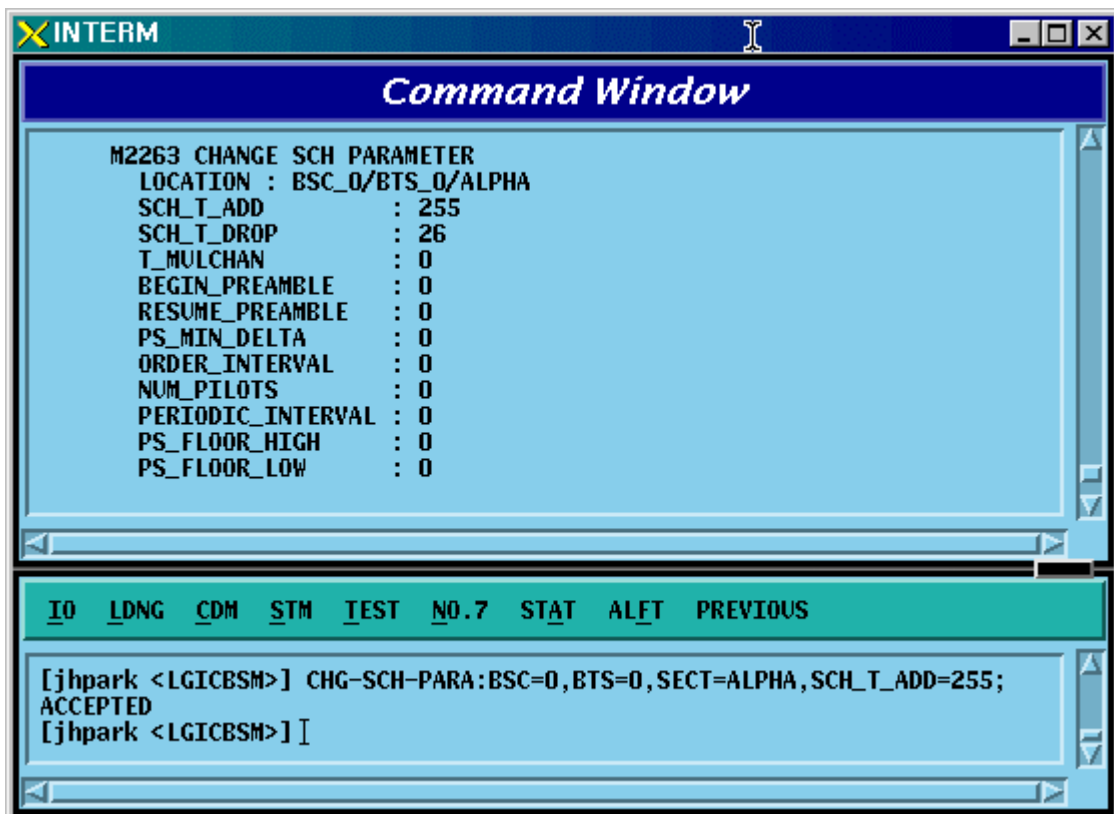 INTERM
Command Window
M2263 CHANGE SCH PARAMETER
LOCATION : BSC_0/BTS_0/ALPHA
SCH_T_ADD : 255
SCH_T_DROP : 26
T_MULCHAN : 0
BEGIN_PREAMBLE : 0
RESUME_PREAMBLE : 0
PS_MIN_DELTA : 0
ORDER_INTERVAL : 0
NUM_PILOTS : 0
PERIODIC_INTERVAL : 0
PS_FLOOR_HIGH : 0
PS_FLOOR_LOW : 0
IO LDNG CDM STM TEST NO.7 STAT ALFT PREVIOUS
[jhpark <LGICBSM>] CHG-SCH-PARA:BSC=0,BTS=0,SECT=ALPHA,SCH_T_ADD=255;
ACCEPTED
[jhpark <LGICBSM>]